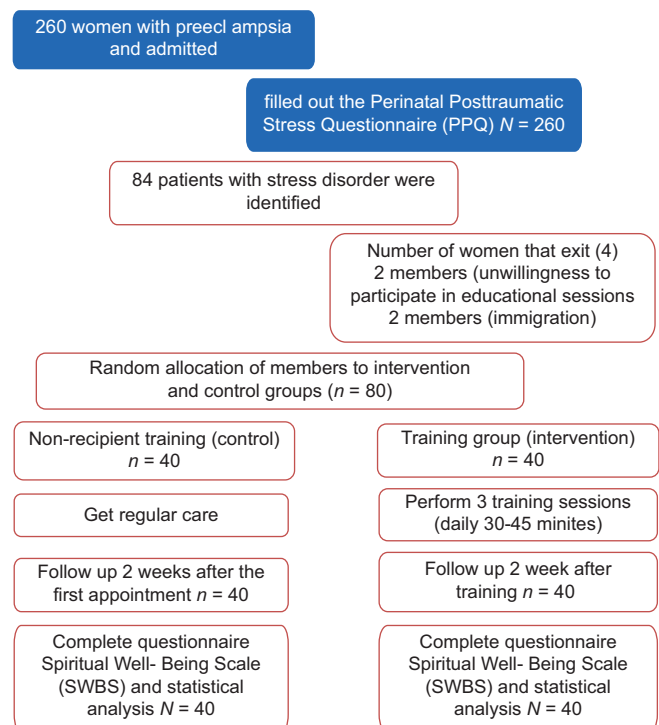 260 women with preecl ampsia
and admitted
filled out the Perinatal Posttraumatic
Stress Questionnaire (PPQ) N = 260
84 patients with stress disorder were
identified
Number of women that exit (4)
2 members (unwillingness to
participate in educational sessions
2 members (immigration)
Random allocation of members to intervention
and control groups (n = 80)
Non-recipient training (control)
n = 40
Training group (intervention)
n = 40
Get regular care
Perform 3 training sessions
(daily 30-45 minites)
Follow up 2 weeks after the
first appointment n = 40
Follow up 2 week after
training n = 40
Complete questionnaire
Spiritual Well- Being Scale
(SWBS) and statistical
analysis N = 40
Complete questionnaire
Spiritual Well- Being Scale
(SWBS) and statistical
analysis N = 40